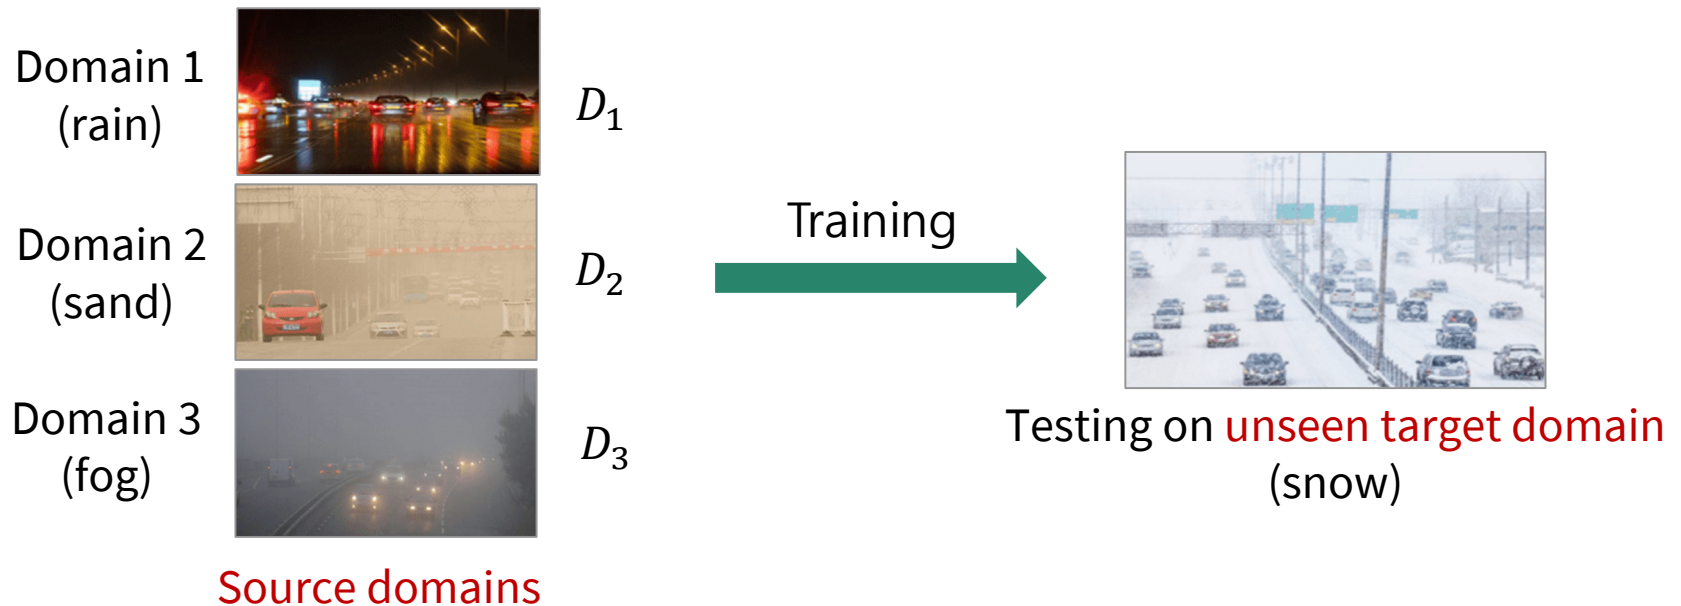 Domain 1
(rain)
D₁
Domain 2
(sand)
D₂
Domain 3
(fog)
D₃
Source domains
Training
Testing on unseen target domain
(snow)